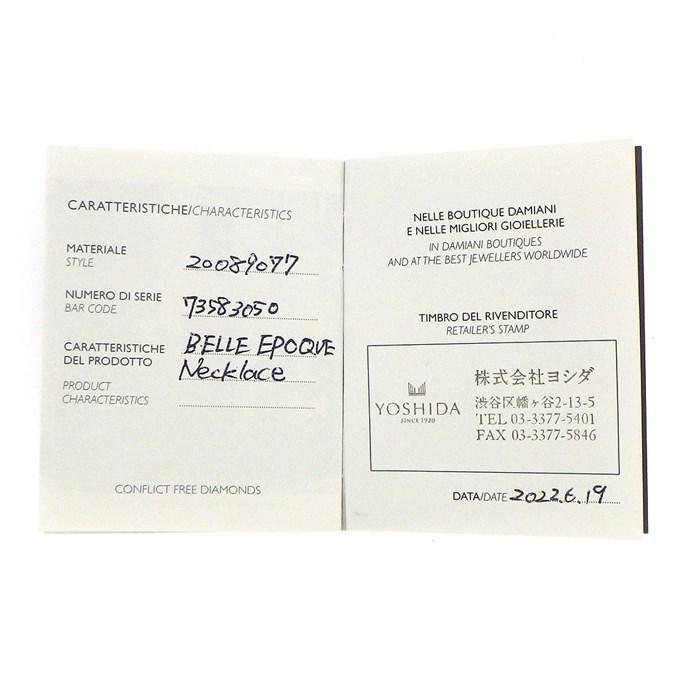 CARATTERISTICHE/CHARACTERISTICS
MATERIALE
STYLE
20089077
NUMERO DI SERIE
BAR CODE
73583050
CARATTERISTICHE
DEL PRODOTTO
PRODUCT
CHARACTERISTICS
BELLE EPOQUE
Necklace
CONFLICT FREE DIAMONDS
NELLE BOUTIQUE DAMIANI
E NELLE MIGLIORI GIOIELLERIE
IN DAMIANI BOUTIQUES
AND AT THE BEST JEWELLERS WORLDWIDE
TIMBRO DEL RIVENDITORE
RETAILER'S STAMP
YOSHIDA
SINCE 1920
株式会社ヨシダ
渋谷区幡ヶ谷2-13-5
TEL 03-3377-5401
FAX 03-3377-5846
DATA/DATE 2022.6.19